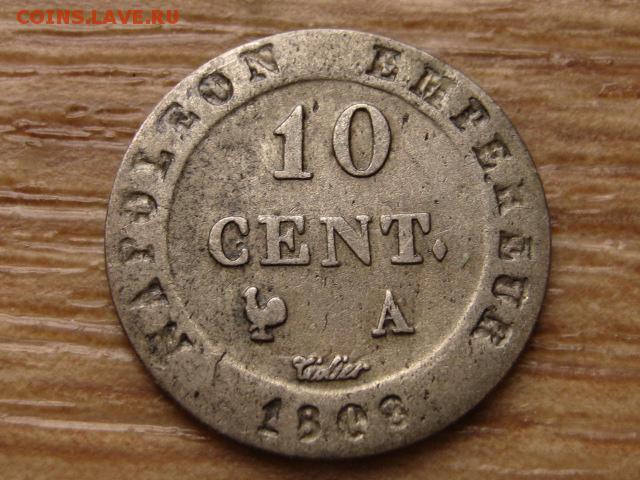 COINS.LAVE.RU
NAPOLEON EMPEREUR
10
CENT.
A
Tiolier
1808